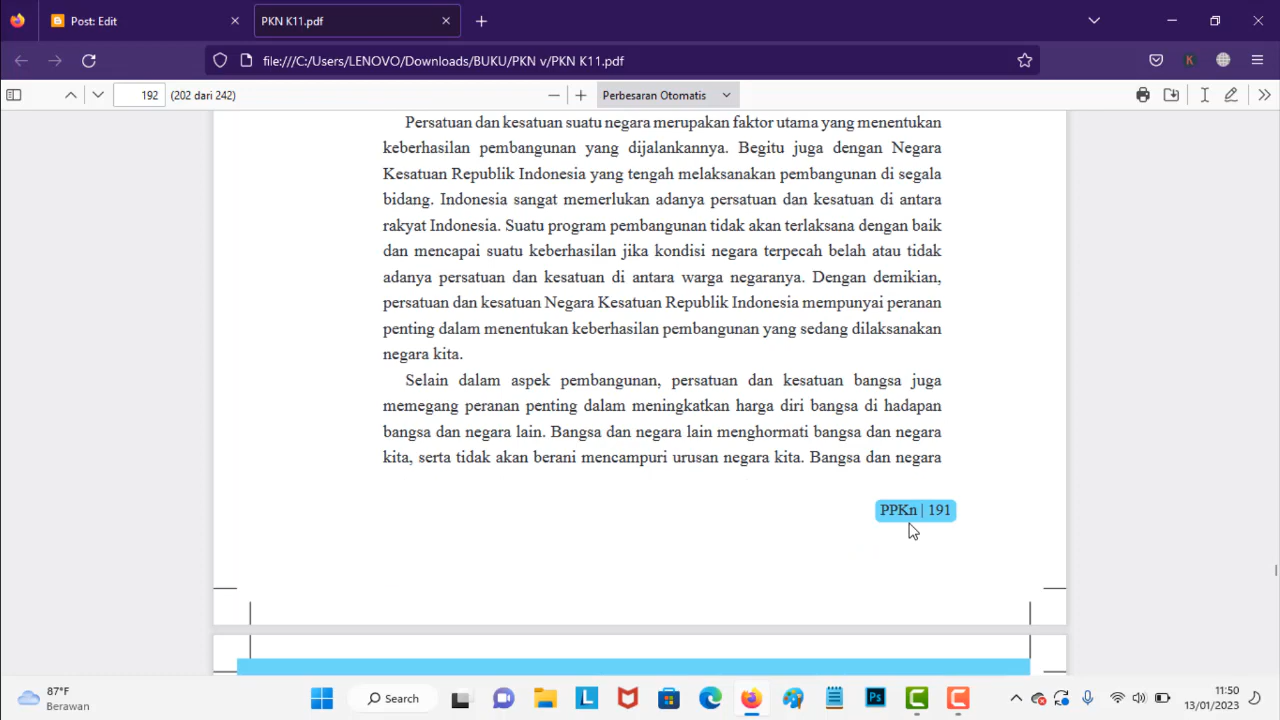 Post: Edit
PKN K11.pdf
file:///C:/Users/LENOVO/Downloads/BUKU/PKN v/PKN K11.pdf
192 (202 dari 242)
Perbesaran Otomatis
Persatuan dan kesatuan suatu negara merupakan faktor utama yang menentukan
keberhasilan pembangunan yang dijalankannya. Begitu juga dengan Negara
Kesatuan Republik Indonesia yang tengah melaksanakan pembangunan di segala
bidang. Indonesia sangat memerlukan adanya persatuan dan kesatuan di antara
rakyat Indonesia. Suatu program pembangunan tidak akan terlaksana dengan baik
dan mencapai suatu keberhasilan jika kondisi negara terpecah belah atau tidak
adanya persatuan dan kesatuan di antara warga negaranya. Dengan demikian,
persatuan dan kesatuan Negara Kesatuan Republik Indonesia mempunyai peranan
penting dalam menentukan keberhasilan pembangunan yang sedang dilaksanakan
negara kita.
Selain dalam aspek pembangunan, persatuan dan kesatuan bangsa juga
memegang peranan penting dalam meningkatkan harga diri bangsa di hadapan
bangsa dan negara lain. Bangsa dan negara lain menghormati bangsa dan negara
kita, serta tidak akan berani mencampuri urusan negara kita. Bangsa dan negara
PPKn | 191
87°F
Berawan
Search
L
Ps
11:50
13/01/2023